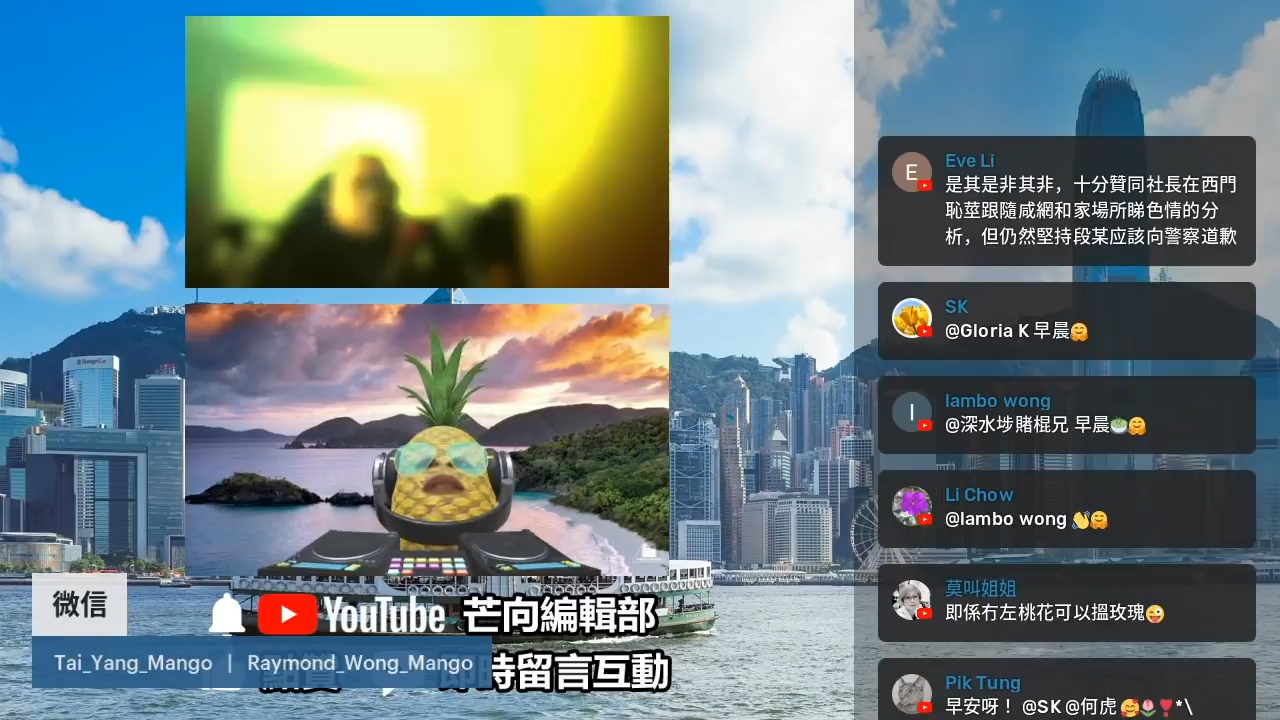 Eve Li
是其是非其非，十分贊同社長在西門
恥莖跟隨咸網和家場所睇色情的分
析，但仍然堅持段某应該向警察道歉
SK
@Gloria K 早晨🤗
lambo wong
@深水埗賭棍兄 早晨🍵🤗
Li Chow
@lambo wong 👋🤗
莫叫姐姐
即係冇左桃花可以搵玫瑰😜
Pik Tung
早安呀！ @SK @何虎 🥰🌷❣️*\
YouTube 芒向編輯部
即時留言互動
微信
Tai_Yang_Mango | Raymond_Wong_Mango